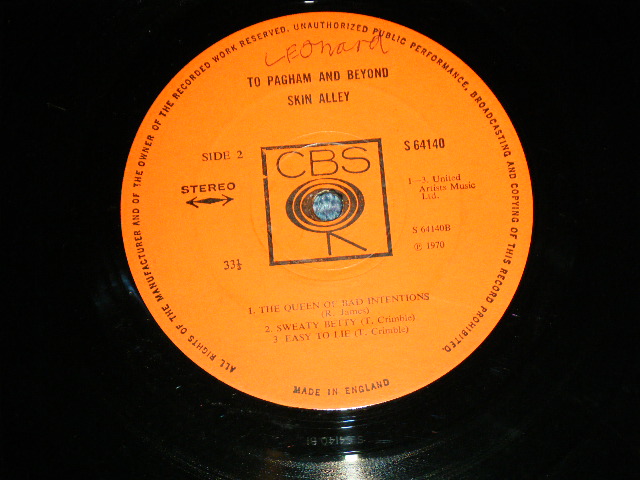 ALL RIGHTS OF THE MANUFACTURER AND OF THE OWNER OF THE RECORDED WORK RESERVED. UNAUTHORIZED PUBLIC PERFORMANCE, BROADCASTING AND COPYING OF THIS RECORD PROHIBITED.
Leonard
TO PAGHAM AND BEYOND
SKIN ALLEY
SIDE 2
CBS
S 64140
STEREO
1—3. United
Artists Music
Ltd.
S 64140B
℗ 1970
33⅓
1. THE QUEEN OF BAD INTENTIONS
(R. James)
2. SWEATY BETTY (T. Crimble)
3 EASY TO LIE (T. Crimble)
MADE IN ENGLAND